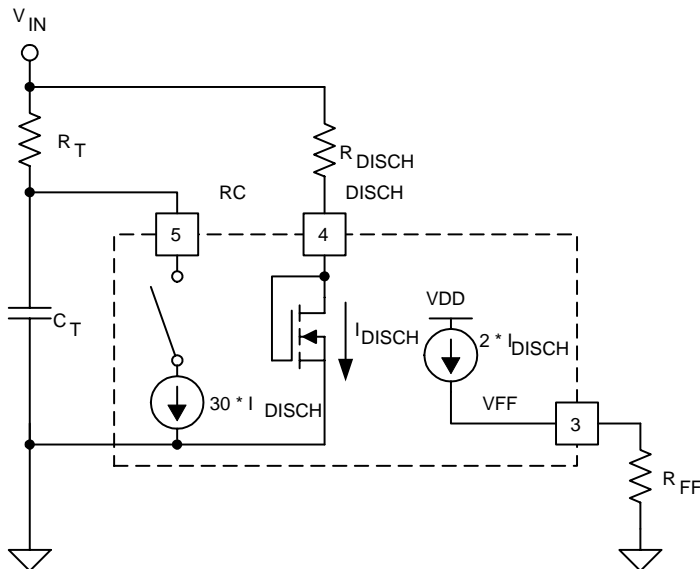 V IN
R T
R DISCH
RC
DISCH
5
4
C T
I DISCH
VDD
2 * I DISCH
30 * I DISCH
VFF
3
R FF